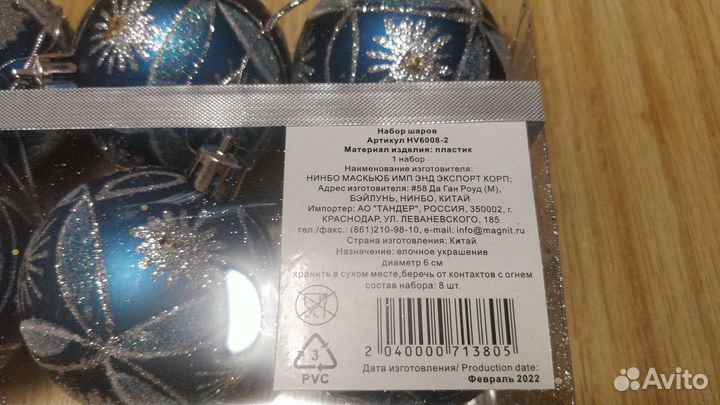 Набор шаров
Артикул HV6008-2
Материал изделия: пластик
1 набор
Наименование изготовителя:
НИНБО МАСКЬЮБ ИМП ЭНД ЭКСПОРТ КОРП;
Адрес изготовителя: #58 Да Ган Роуд (М),
БЭЙЛУНЬ, НИНБО, КИТАЙ
Импортер: АО "ТАНДЕР", РОССИЯ, 350002, г.
КРАСНОДАР, УЛ. ЛЕВАНЕВСКОГО, 185
тел./факс.: (861)210-98-10, e-mail: info@magnit.ru
Страна изготовления: Китай
Назначение: елочное украшение
диаметр 6 см
хранить в сухом месте,беречь от контактов с огнем
состав набора: 8 шт.
3
PVC
2 040000 713805
Дата изготовления/ Production date:
Февраль 2022
Avito